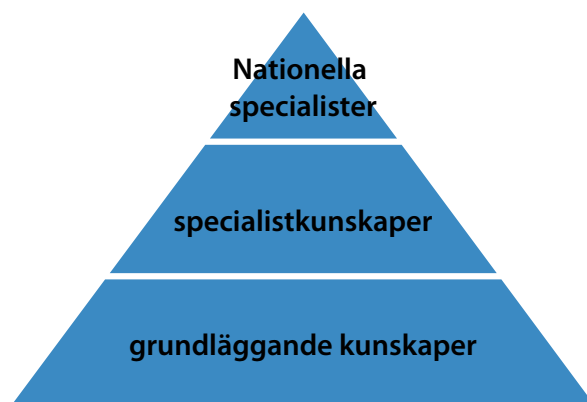 Nationella
specialister
specialistkunskaper
grundläggande kunskaper